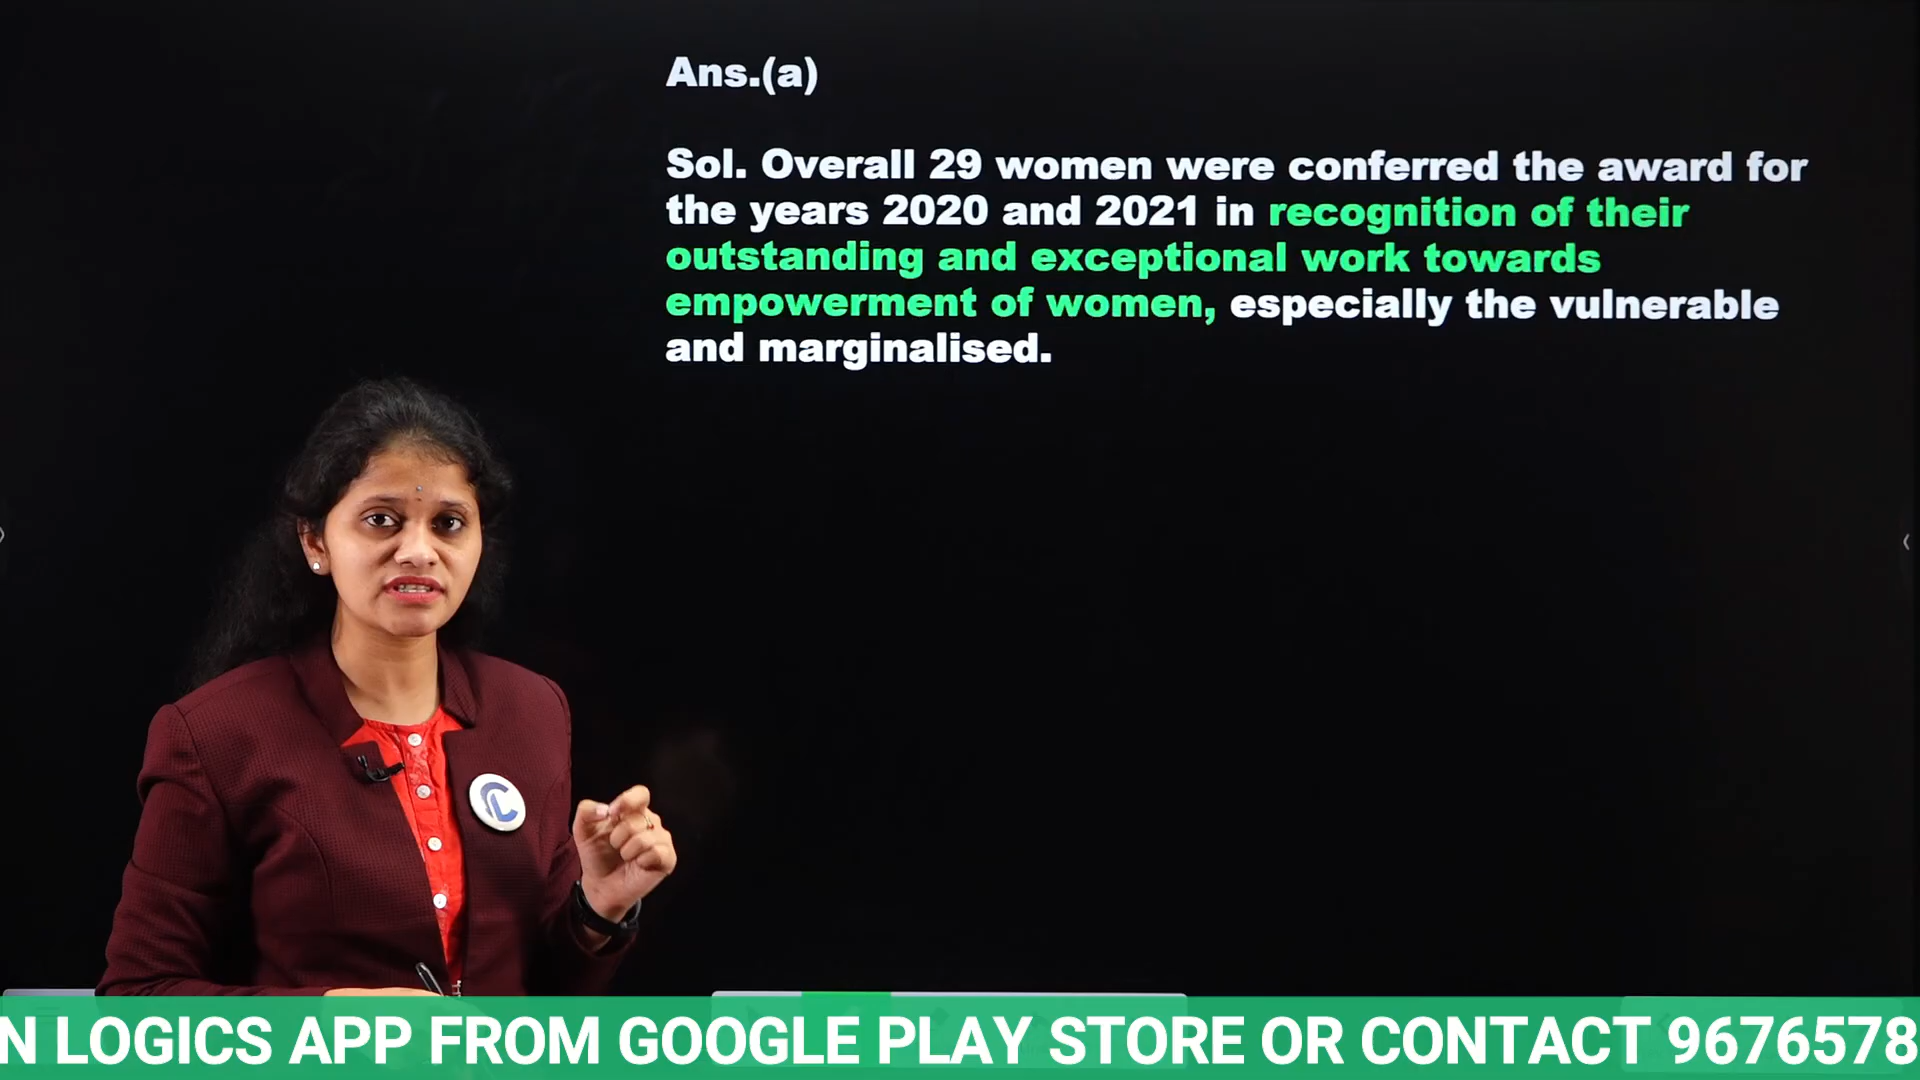 Ans.(a)
Sol. Overall 29 women were conferred the award for
the years 2020 and 2021 in recognition of their
outstanding and exceptional work towards
empowerment of women, especially the vulnerable
and marginalised.
N LOGICS APP FROM GOOGLE PLAY STORE OR CONTACT 9676578